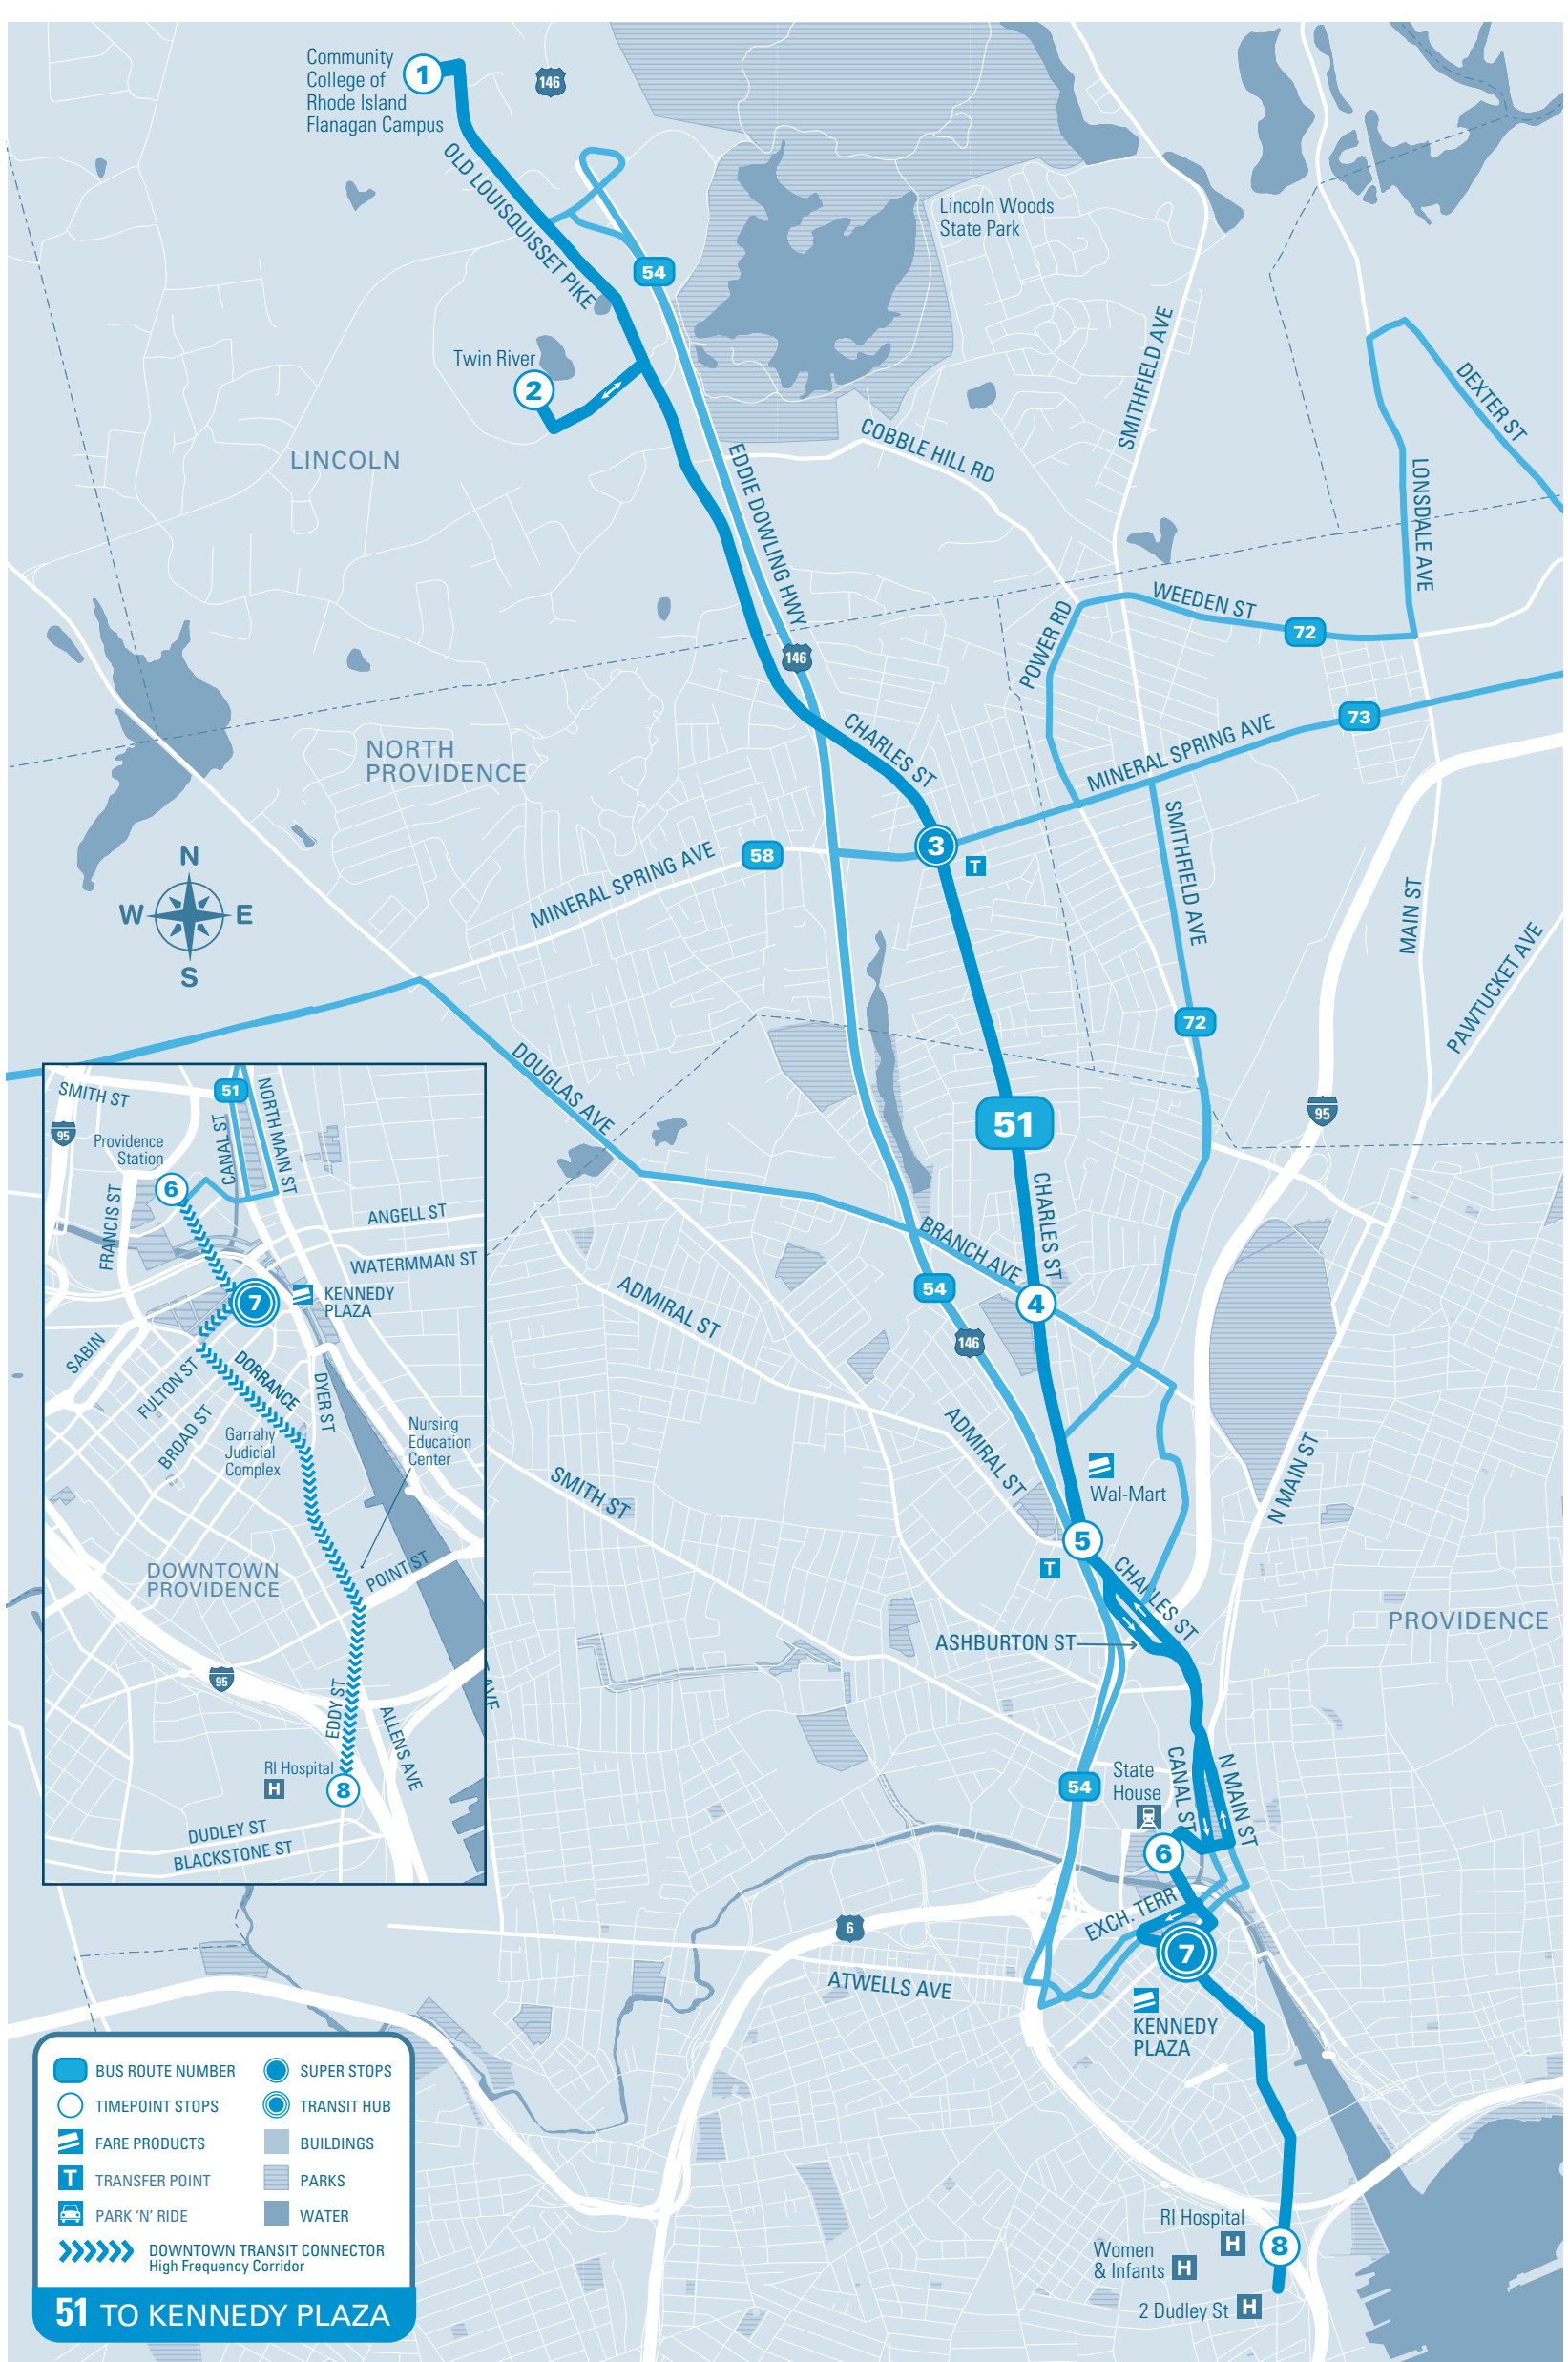 Community
College of
Rhode Island
Flanagan Campus
1
146
OLD LOUISQUISSET PIKE
Lincoln Woods
State Park
54
Twin River
2
SMITHFIELD AVE
DEXTER ST
LINCOLN
COBBLE HILL RD
EDDIE DOWLING HWY
LONSDALE AVE
WEEDEN ST
72
POWER RD
146
73
CHARLES ST
MINERAL SPRING AVE
NORTH
PROVIDENCE
3
T
58
MINERAL SPRING AVE
SMITHFIELD AVE
MAIN ST
PAWTUCKET AVE
N
W
E
S
72
DOUGLAS AVE
51
95
CHARLES ST
BRANCH AVE
54
4
ADMIRAL ST
146
ADMIRAL ST
Wal-Mart
N MAIN ST
SMITH ST
5
T
CHARLES ST
ASHBURTON ST
PROVIDENCE
AVE
State
House
54
CANAL ST
N MAIN ST
6
EXCH. TERR
6
7
ATWELLS AVE
KENNEDY
PLAZA
RI Hospital
H
8
Women
& Infants
H
2 Dudley St
H
SMITH ST
51
95
NORTH MAIN ST
CANAL ST
Providence
Station
6
FRANCIS ST
ANGELL ST
WATERMMAN ST
7
KENNEDY
PLAZA
SABIN
FULTON ST
DORRANCE
DYER ST
BROAD ST
Garrahy
Judicial
Complex
Nursing
Education
Center
DOWNTOWN
PROVIDENCE
POINT ST
95
EDDY ST
ALLENS AVE
RI Hospital
H
8
DUDLEY ST
BLACKSTONE ST
BUS ROUTE NUMBER
SUPER STOPS
TIMEPOINT STOPS
TRANSIT HUB
FARE PRODUCTS
BUILDINGS
T
TRANSFER POINT
PARKS
PARK 'N' RIDE
WATER
DOWNTOWN TRANSIT CONNECTOR
High Frequency Corridor
51 TO KENNEDY PLAZA